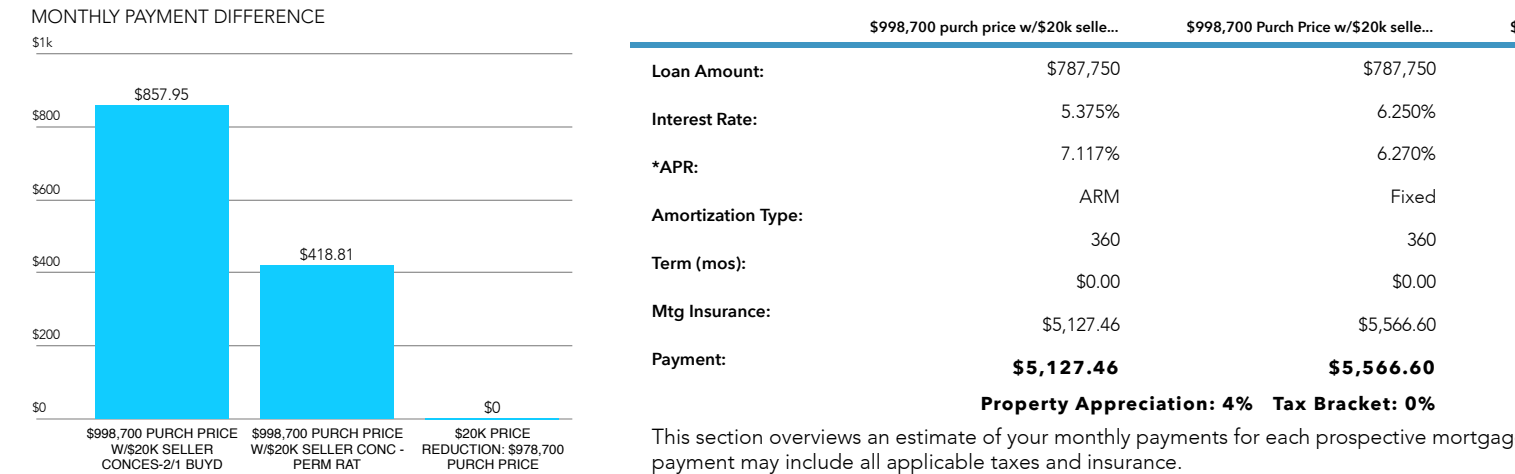 MONTHLY PAYMENT DIFFERENCE
$1k
$857.95
$800
$600
$418.81
$400
$200
$0
$0
$998,700 PURCH PRICE
W/$20K SELLER
CONCES-2/1 BUYD
$998,700 PURCH PRICE
W/$20K SELLER CONC -
PERM RAT
$20K PRICE
REDUCTION: $978,700
PURCH PRICE
$998,700 purch price w/$20k selle... $998,700 Purch Price w/$20k selle... $
Loan Amount: $787,750 $787,750
Interest Rate: 5.375% 6.250%
*APR: 7.117% 6.270%
Amortization Type: ARM Fixed
Term (mos): 360 360
Mtg Insurance: $0.00 $0.00
Payment: $5,127.46 $5,566.60
$5,127.46 $5,566.60
Property Appreciation: 4% Tax Bracket: 0%
This section overviews an estimate of your monthly payments for each prospective mortgag
payment may include all applicable taxes and insurance.